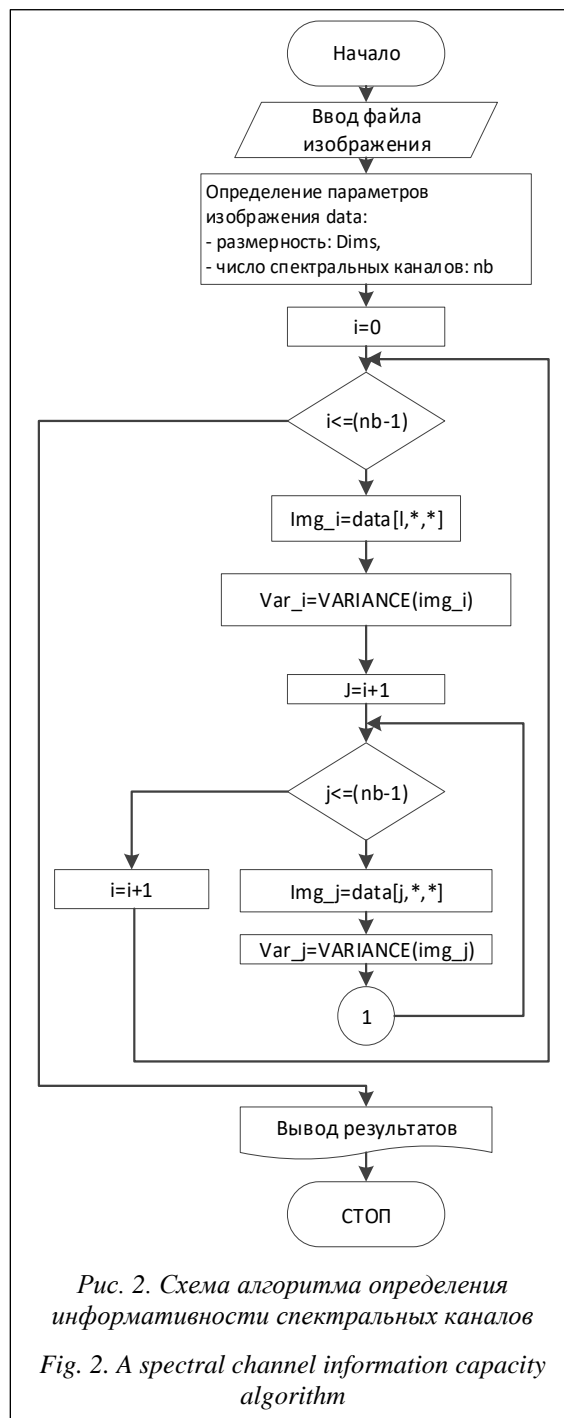 Начало
Ввод файла
изображения
Определение параметров
изображения data:
- размерность: Dims,
- число спектральных каналов: nb
i=0
i<=(nb-1)
Img_i=data[l,*,*]
Var_i=VARIANCE(img_i)
J=i+1
j<=(nb-1)
i=i+1
Img_j=data[j,*,*]
Var_j=VARIANCE(img_j)
1
Вывод результатов
СТОП
Рис. 2. Схема алгоритма определения
информативности спектральных каналов
Fig. 2. A spectral channel information capacity
algorithm